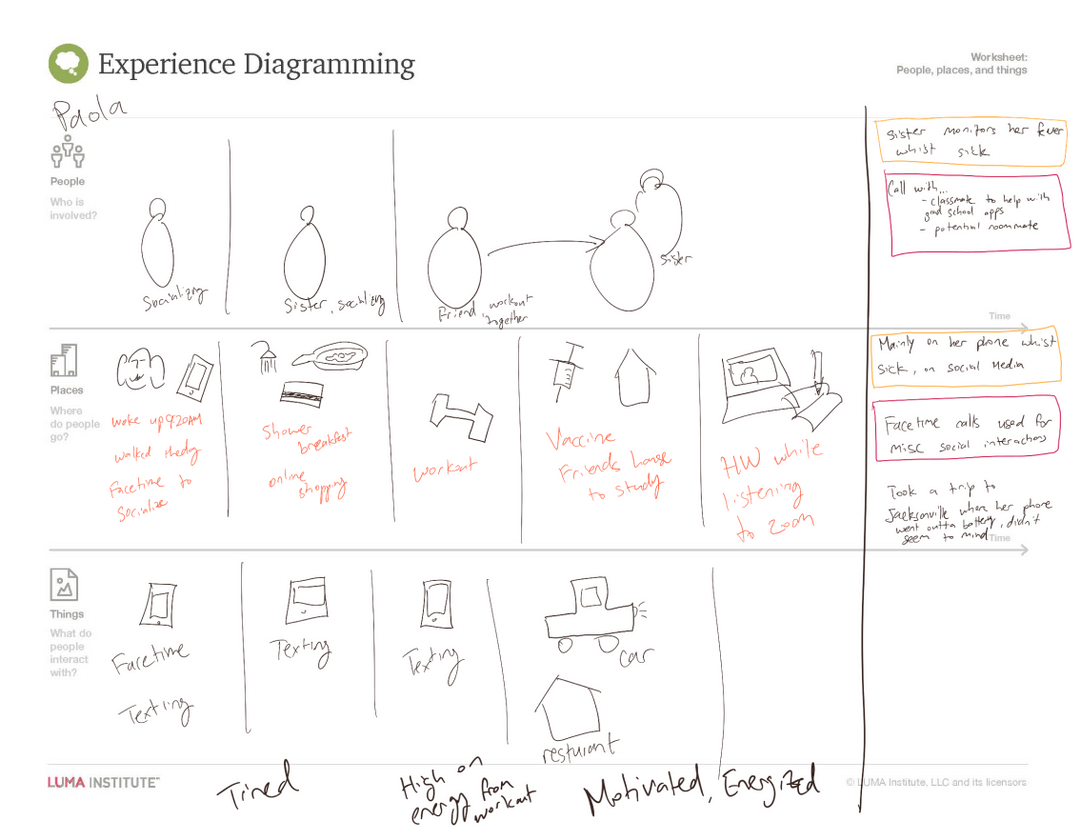 Experience Diagramming
Worksheet:
People, places, and things
Paola
People
Who is
involved?
Socializing
Sister, socializng
Friend, workout
together
Sister
Time
Sister monitors her fever
whist sick
Call with...
- classmate to help with
grad school apps
- potential roommate
Places
Where
do people
go?
woke up 9:20AM
walked the dog
Facetime to
Socialize
Shower
breakfast
online
shopping
workout
Vaccine
Friends house
to study
HW while
listening
to zoom
Mainly on her phone whist
sick, on social Media
Facetime calls used for
misc social interactions
Took a trip to
Jacksonville where her phone
went outta battery, didn't
seem to mind
Time
Things
What do
people
interact
with?
Facetime
Texting
Texting
Texting
car
resturant
LUMA INSTITUTE™
© LUMA Institute, LLC and its licensors
Tired
High on
energy from
workout
Motivated, Energized